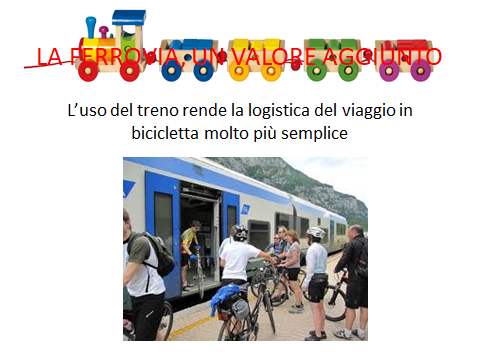 LA FERROVIA, UN VALORE AGGIUNTO
L'uso del treno rende la logistica del viaggio in
bicicletta molto più semplice